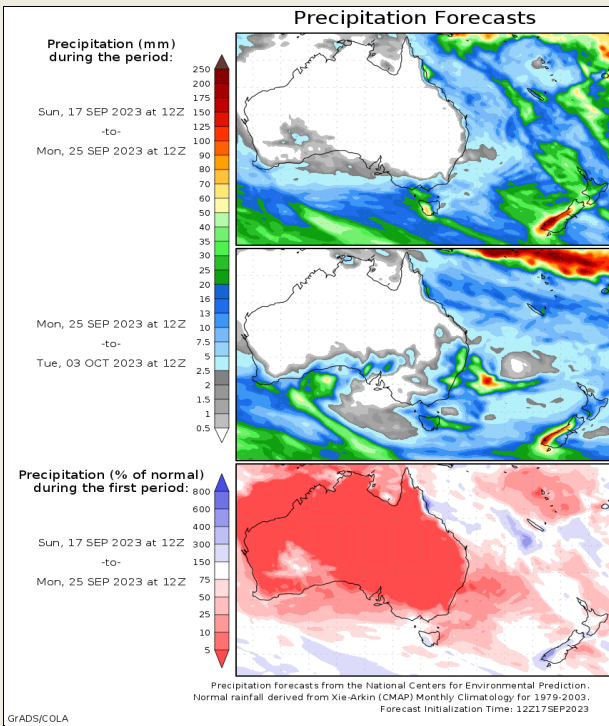 Precipitation Forecasts
Precipitation (mm)
during the period:
Sun, 17 SEP 2023 at 12Z
-to-
Mon, 25 SEP 2023 at 12Z
250
200
175
150
125
100
90
80
70
60
50
40
35
30
25
20
16
13
10
7.5
5
2.5
2
1.5
1
0.5
Mon, 25 SEP 2023 at 12Z
-to-
Tue, 03 OCT 2023 at 12Z
Precipitation (% of normal)
during the first period:
Sun, 17 SEP 2023 at 12Z
-to-
Mon, 25 SEP 2023 at 12Z
800
600
400
300
150
75
50
25
10
5
Precipitation forecasts from the National Centers for Environmental Prediction.
Normal rainfall derived from Xie-Arkin (CMAP) Monthly Climatology for 1979-2003.
Forecast Initialization Time: 12Z17SEP2023
GrADS/COLA